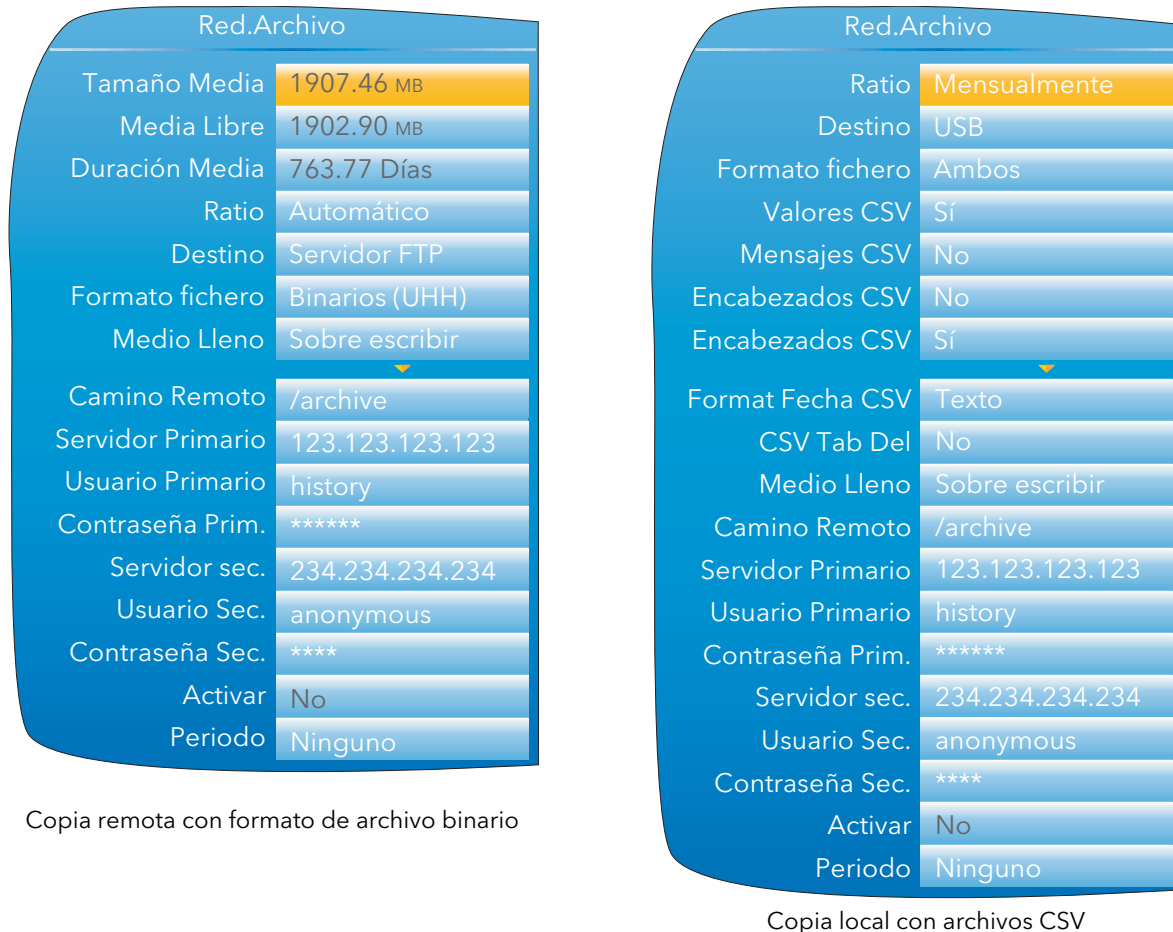 Red.Archivo
Tamaño Media 1907.46 MB
Media Libre 1902.90 MB
Duración Media 763.77 Días
Ratio Automático
Destino Servidor FTP
Formato fichero Binarios (UHH)
Medio Lleno Sobre escribir
Camino Remoto /archive
Servidor Primario 123.123.123.123
Usuario Primario history
Contraseña Prim. ******
Servidor sec. 234.234.234.234
Usuario Sec. anonymous
Contraseña Sec. ****
Activar No
Periodo Ninguno
Copia remota con formato de archivo binario
Red.Archivo
Ratio Mensualmente
Destino USB
Formato fichero Ambos
Valores CSV Sí
Mensajes CSV No
Encabezados CSV No
Encabezados CSV Sí
Format Fecha CSV Texto
CSV Tab Del No
Medio Lleno Sobre escribir
Camino Remoto /archive
Servidor Primario 123.123.123.123
Usuario Primario history
Contraseña Prim. ******
Servidor sec. 234.234.234.234
Usuario Sec. anonymous
Contraseña Sec. ****
Activar No
Periodo Ninguno
Copia local con archivos CSV